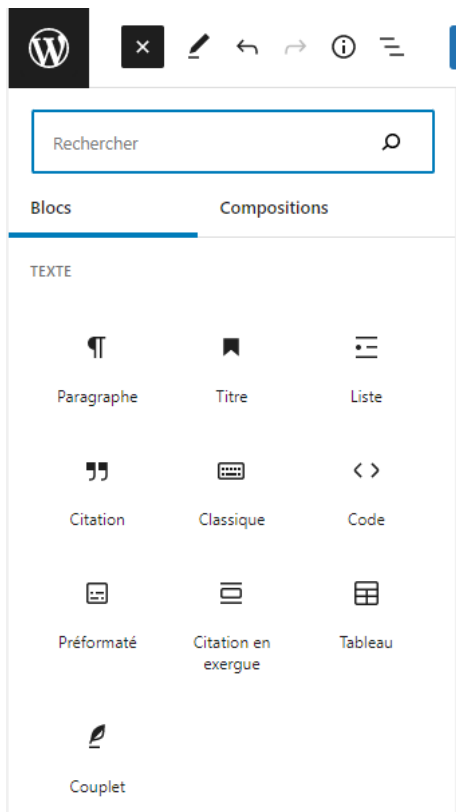 Rechercher
Blocs Compositions
TEXTE
Paragraphe Titre Liste
Citation Classique Code
Préformaté Citation en exergue Tableau
Couplet